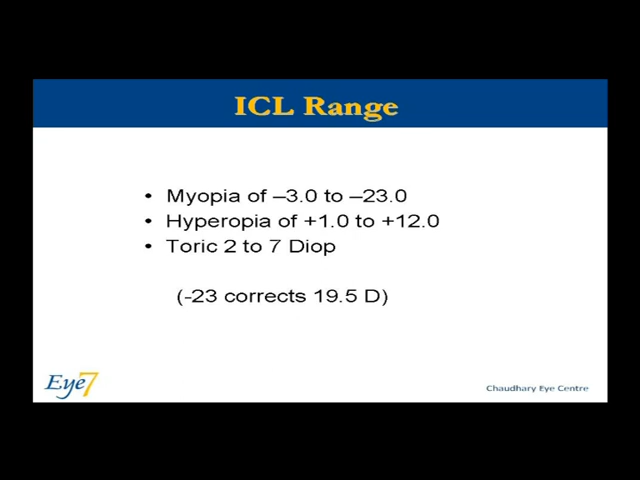 ICL Range
• Myopia of –3.0 to –23.0
• Hyperopia of +1.0 to +12.0
• Toric 2 to 7 Diop
(-23 corrects 19.5 D)
Eye7
Chaudhary Eye Centre